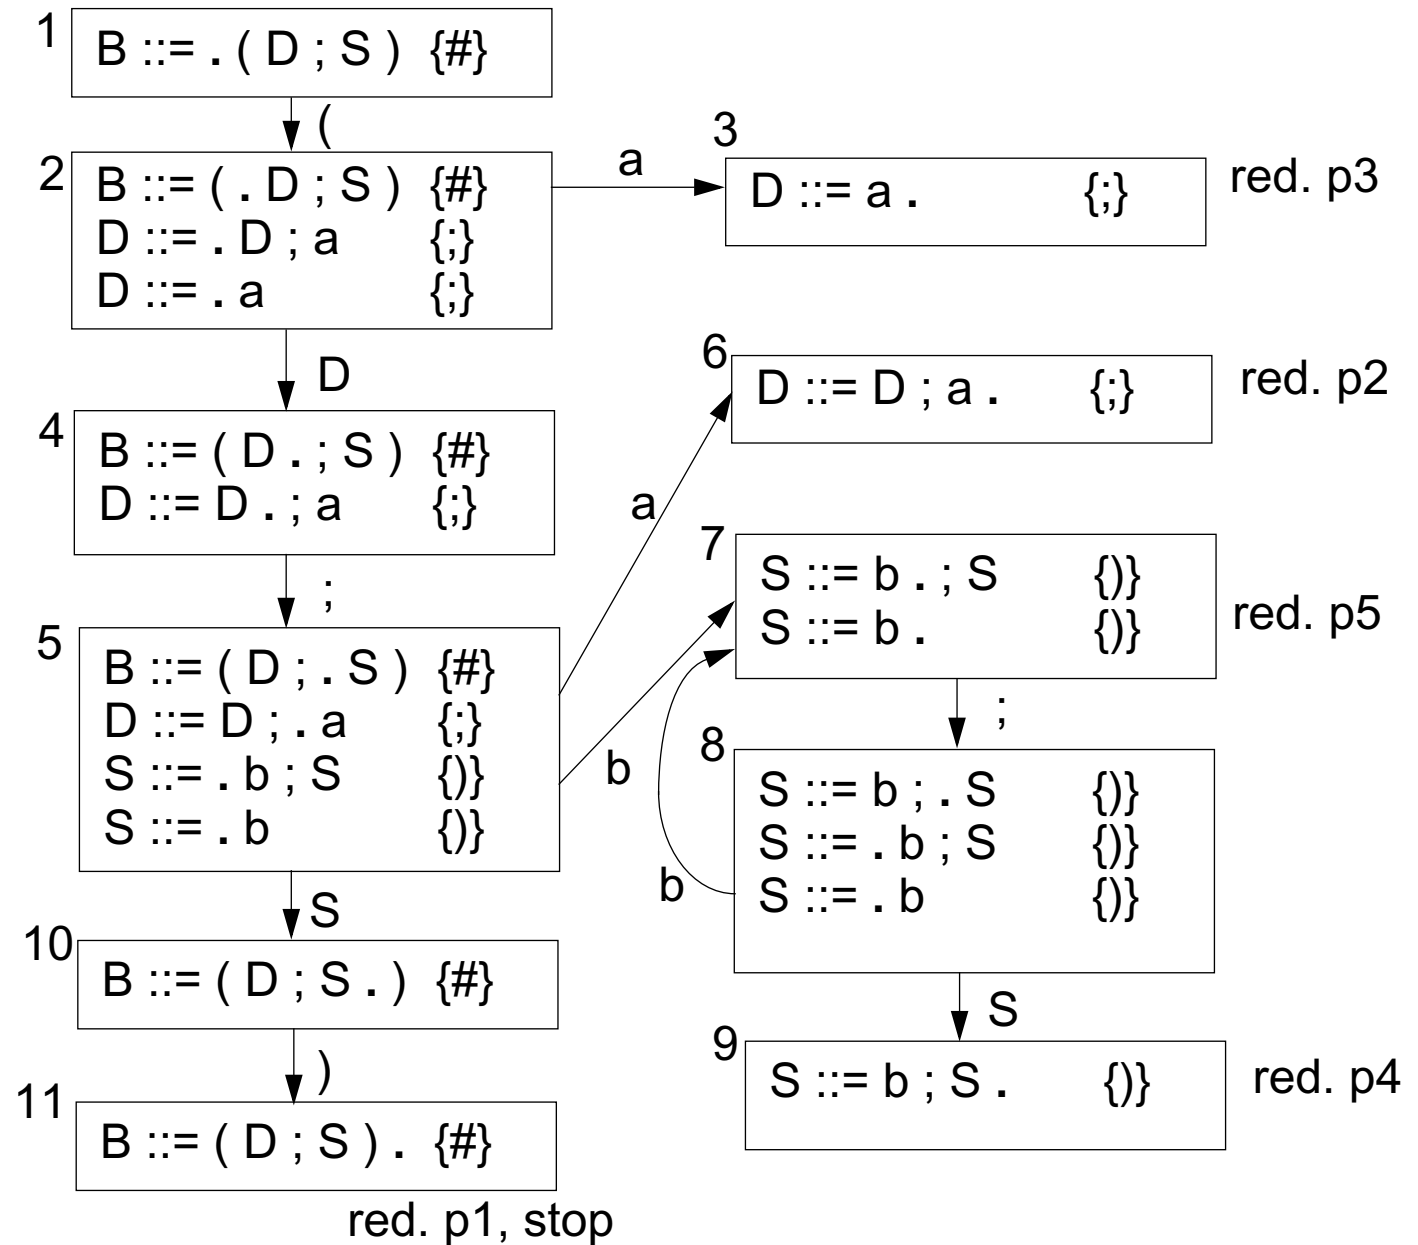 1
B ::= . ( D ; S ) {#}
(
2
B ::= ( . D ; S ) {#}
D ::= . D ; a {;}
D ::= . a {;}
a
3
D ::= a . {;}
red. p3
D
4
B ::= ( D . ; S ) {#}
D ::= D . ; a {;}
;
5
B ::= ( D ; . S ) {#}
D ::= D ; . a {;}
S ::= . b ; S {)}
S ::= . b {)}
a
6
D ::= D ; a . {;}
red. p2
b
7
S ::= b . ; S {)}
S ::= b . {)}
red. p5
;
8
S ::= b ; . S {)}
S ::= . b ; S {)}
S ::= . b {)}
b
S
9
S ::= b ; S . {)}
red. p4
S
10
B ::= ( D ; S . ) {#}
)
11
B ::= ( D ; S ) . {#}
red. p1, stop